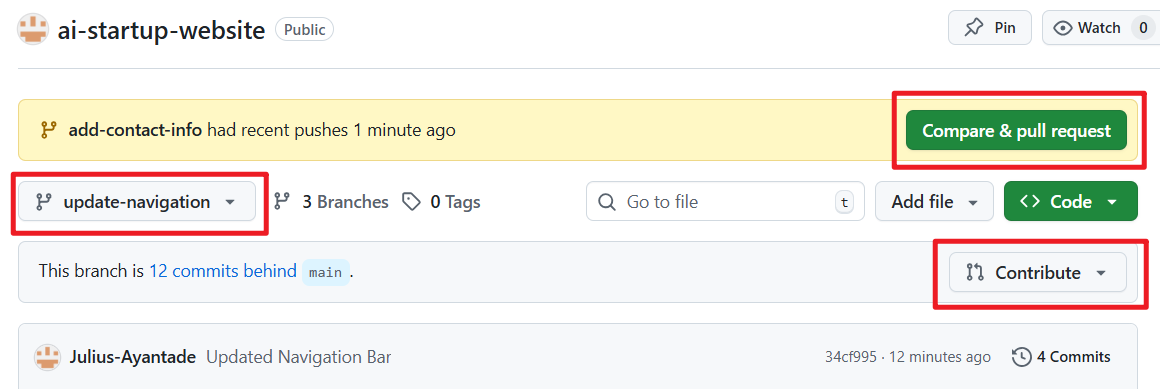 ai-startup-website Public Pin Watch 0
add-contact-info had recent pushes 1 minute ago Compare & pull request
update-navigation 3 Branches 0 Tags Go to file t Add file Code
This branch is 12 commits behind main . Contribute
Julius-Ayantade Updated Navigation Bar 34cf995 · 12 minutes ago 4 Commits